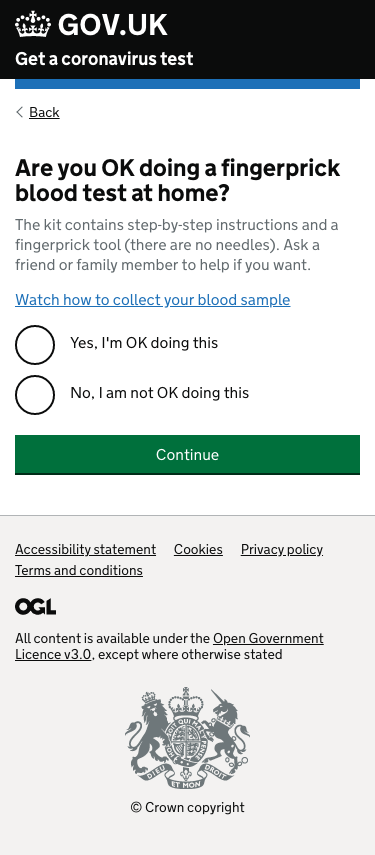 GOV.UK
Get a coronavirus test
Back
Are you OK doing a fingerprick
blood test at home?
The kit contains step-by-step instructions and a
fingerprick tool (there are no needles). Ask a
friend or family member to help if you want.
Watch how to collect your blood sample
Yes, I'm OK doing this
No, I am not OK doing this
Continue
Accessibility statement Cookies Privacy policy
Terms and conditions
OGL
All content is available under the Open Government
Licence v3.0, except where otherwise stated
DIEU ET MON DROIT
© Crown copyright